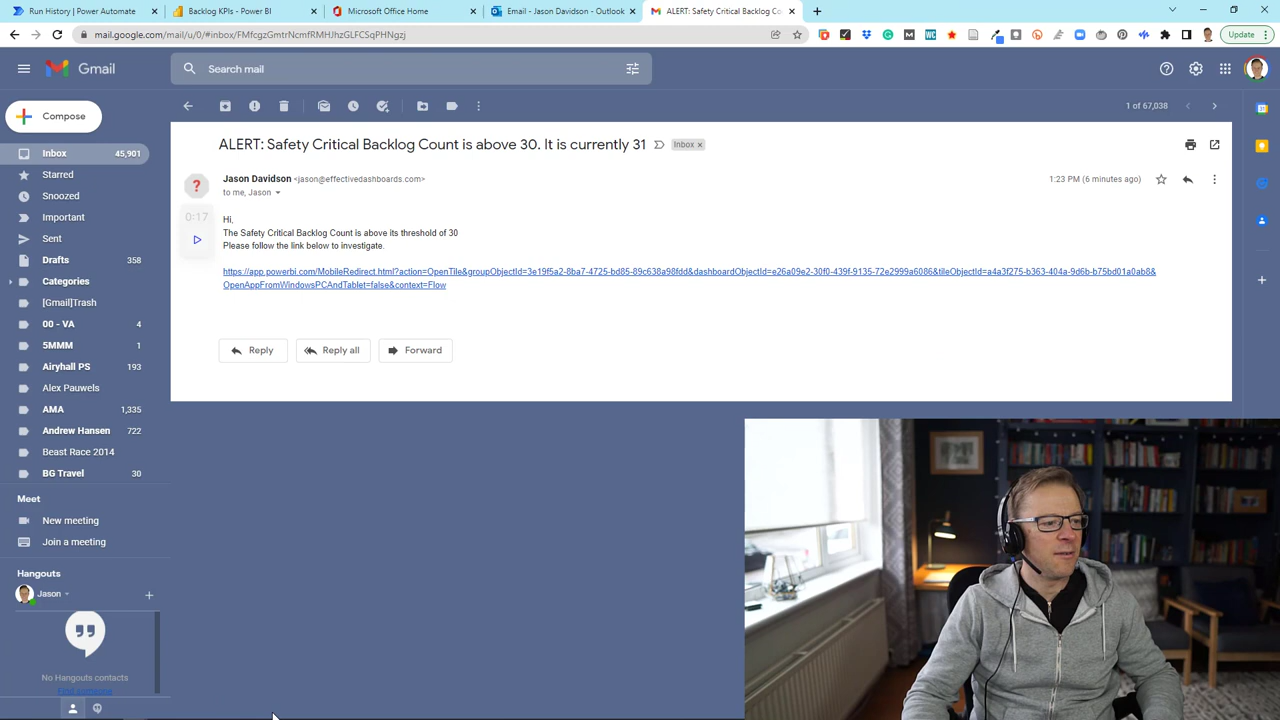 Run History | Power Automate
Backlog KPIs - Power BI
Microsoft Office Home
Email - Jason Davidson - Outlook
ALERT: Safety Critical Backlog Co
mail.google.com/mail/u/0/#inbox/FMfcgzGmtrNcmfRMHJhzGLFCSqPHNgzj
Update
Gmail
Search mail
Compose
1 of 67,038
Inbox 45,901
Starred
Snoozed
Important
Sent
Drafts 358
Categories
[Gmail]Trash
00 - VA 4
5MMM 1
Airyhall PS 193
Alex Pauwels
AMA 1,335
Andrew Hansen 722
Beast Race 2014
BG Travel 30
Meet
New meeting
Join a meeting
Hangouts
Jason
No Hangouts contacts
ALERT: Safety Critical Backlog Count is above 30. It is currently 31
Inbox x
Jason Davidson <jason@effectivedashboards.com>
1:23 PM (6 minutes ago)
to me, Jason
0:17
Hi,
The Safety Critical Backlog Count is above its threshold of 30
Please follow the link below to investigate.
https://app.powerbi.com/MobileRedirect.html?action=OpenTile&groupObjectId=3e19f5a2-8ba7-4725-bd85-89c638a98fdd&dashboardObjectId=e26a09e2-30f0-439f-9135-72e2999a6086&tileObjectId=a4a3f275-b363-404a-9d6b-b75bd01a0ab8&
OpenAppFromWindowsPCAndTablet=false&context=Flow
Reply
Reply all
Forward